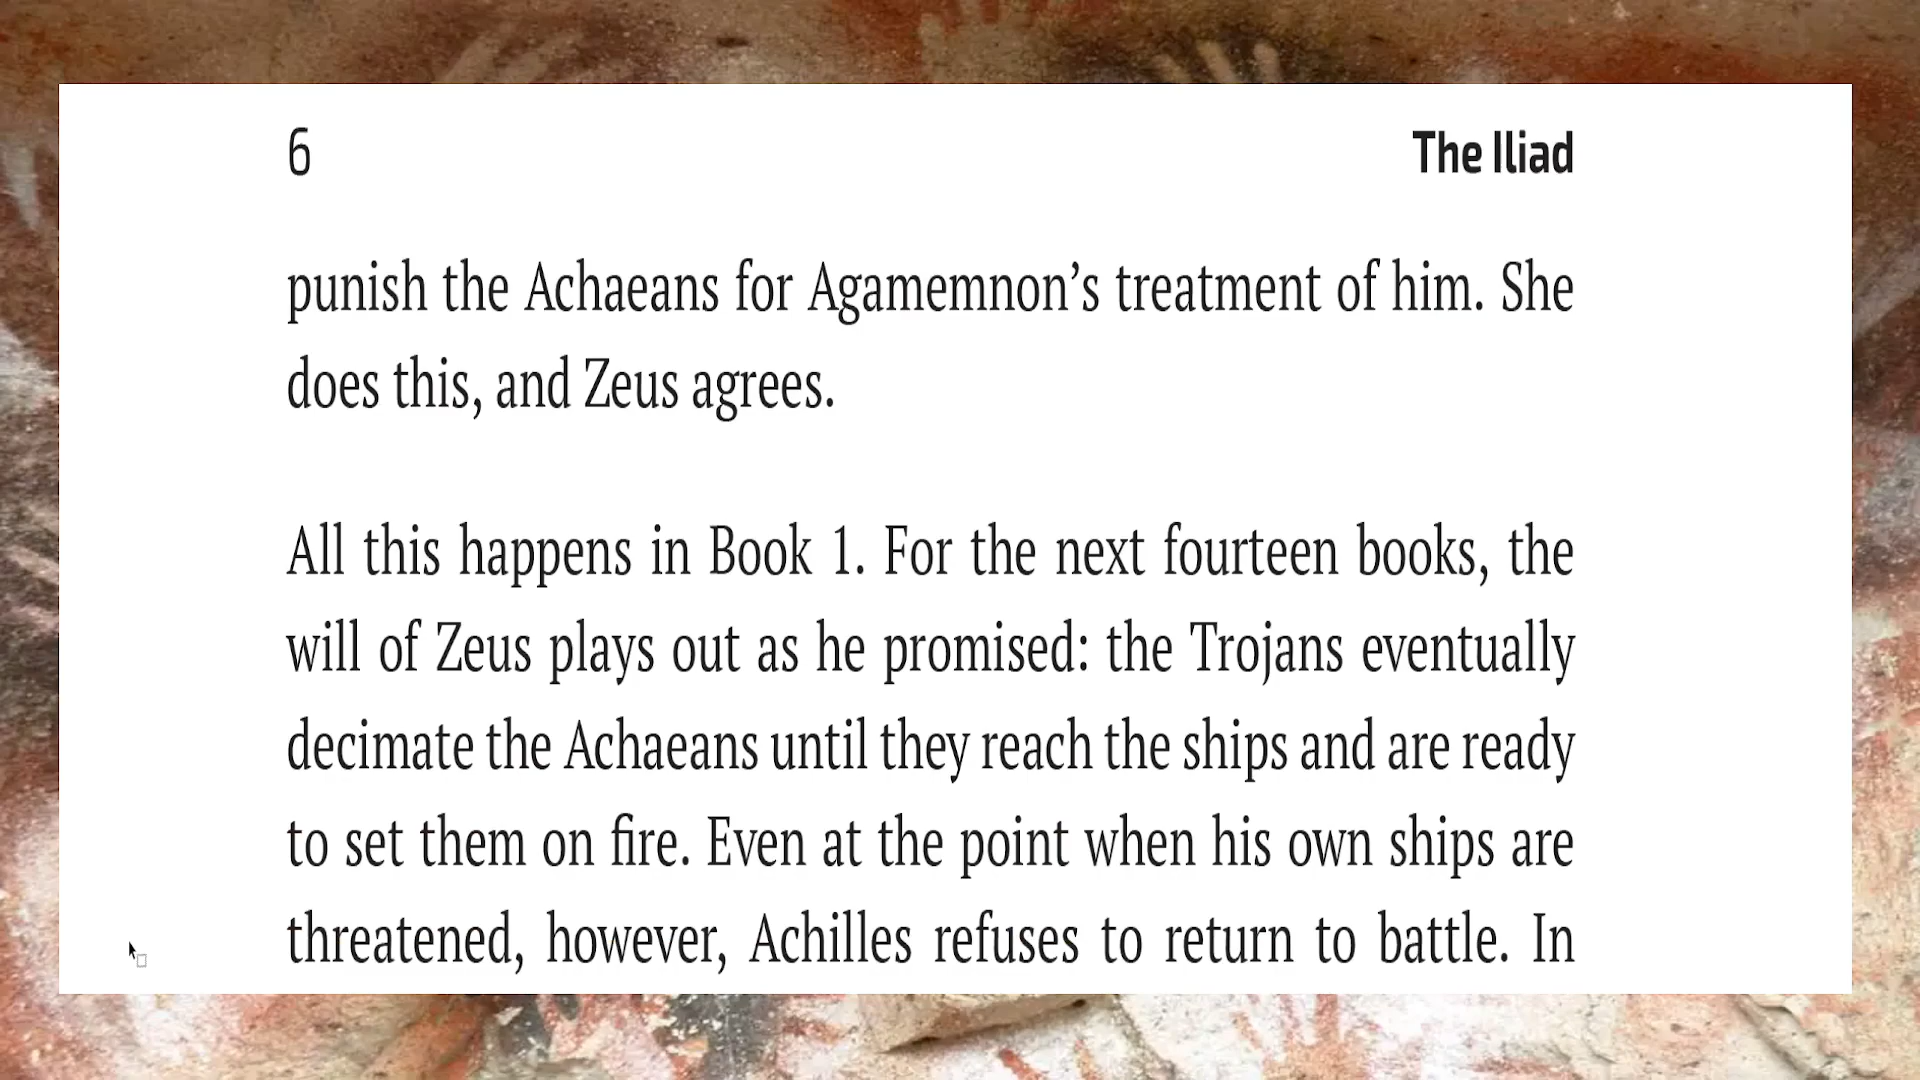 6 The Iliad
punish the Achaeans for Agamemnon’s treatment of him. She
does this, and Zeus agrees.
All this happens in Book 1. For the next fourteen books, the
will of Zeus plays out as he promised: the Trojans eventually
decimate the Achaeans until they reach the ships and are ready
to set them on fire. Even at the point when his own ships are
threatened, however, Achilles refuses to return to battle. In